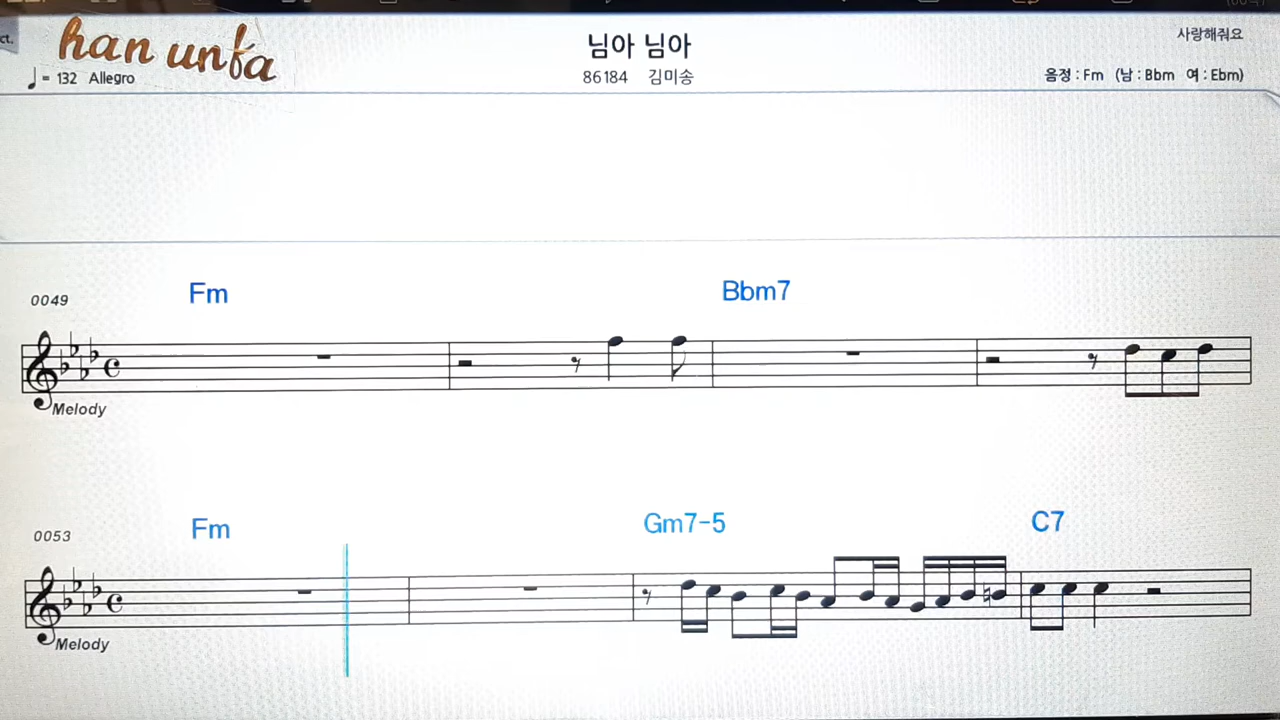 ct.
han unfa
♩= 132 Allegro
님아 님아
86184 김미송
사랑해줘요
음정 : Fm (남 : Bbm 여 : Ebm)
0049
Fm
Bbm7
Melody
0053
Fm
Gm7-5
C7
Melody